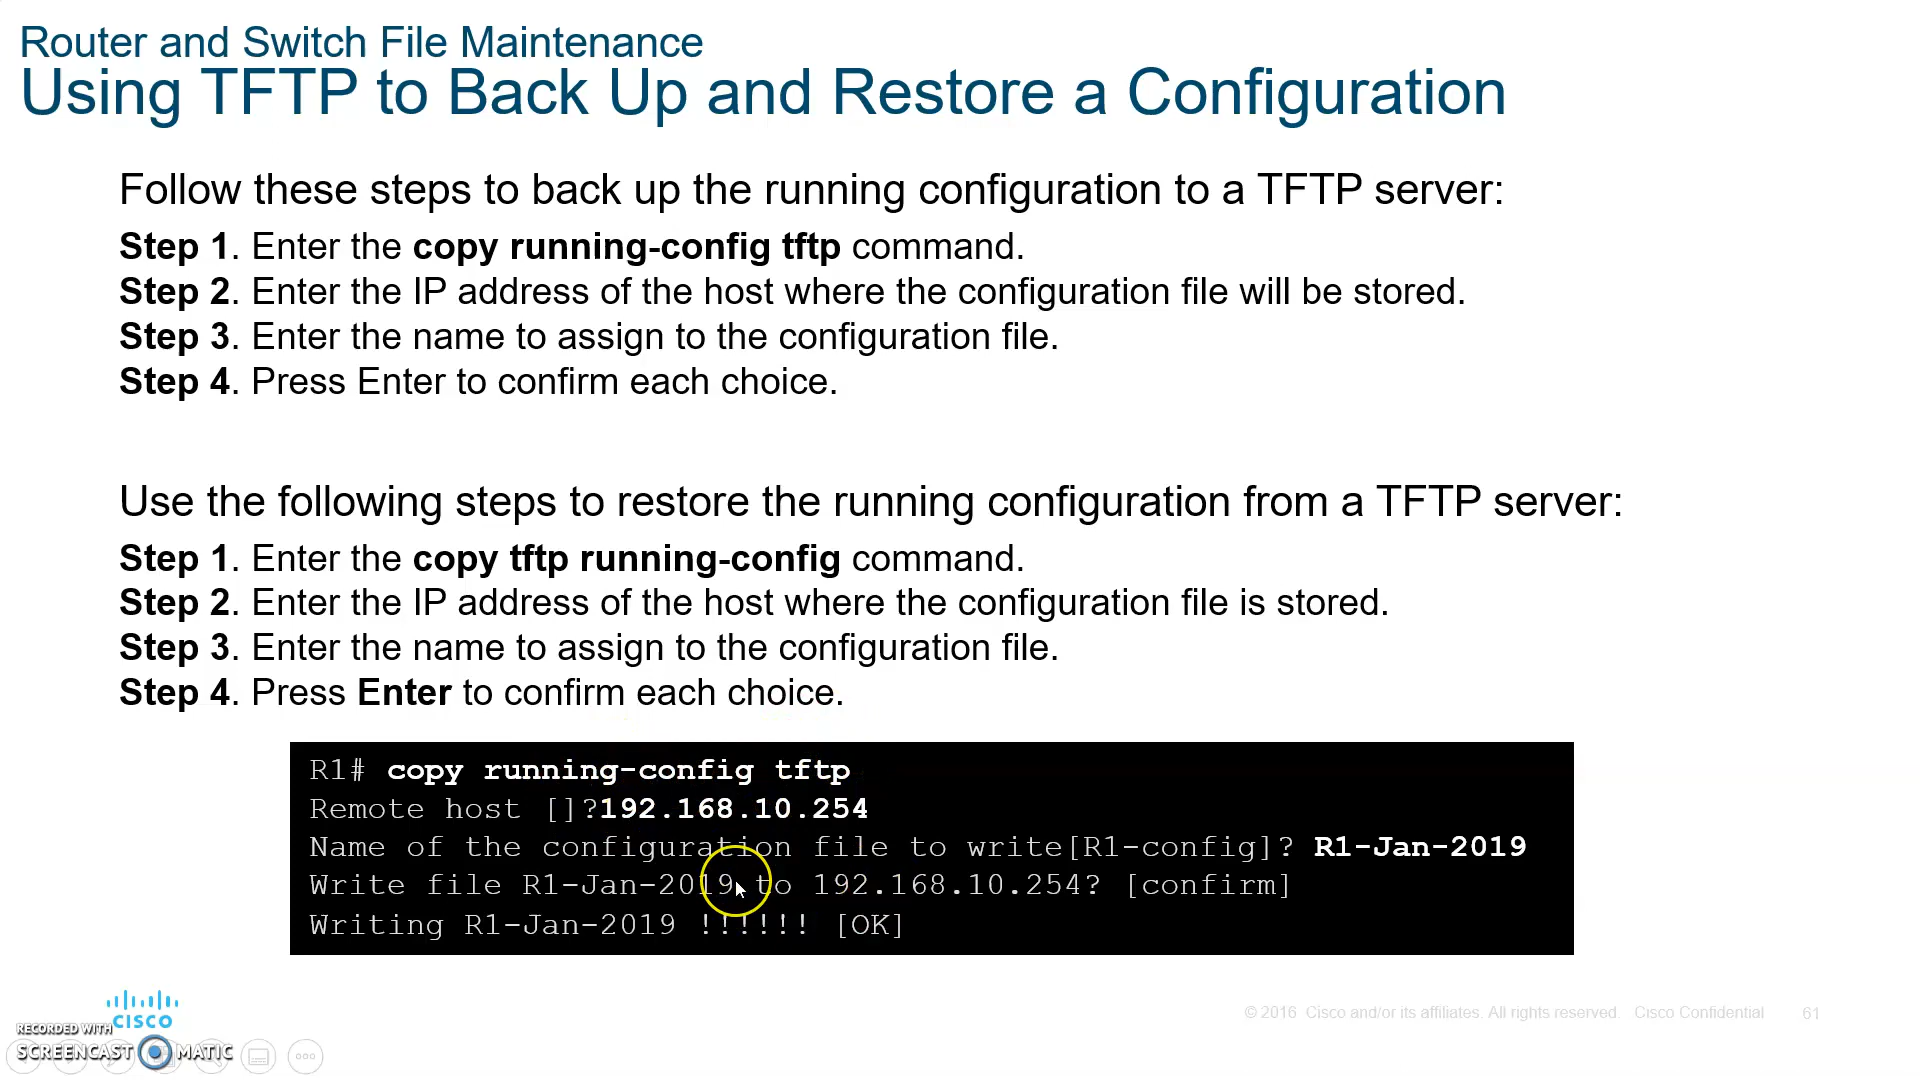 Router and Switch File Maintenance
Using TFTP to Back Up and Restore a Configuration
Follow these steps to back up the running configuration to a TFTP server:
Step 1. Enter the copy running-config tftp command.
Step 2. Enter the IP address of the host where the configuration file will be stored.
Step 3. Enter the name to assign to the configuration file.
Step 4. Press Enter to confirm each choice.
Use the following steps to restore the running configuration from a TFTP server:
Step 1. Enter the copy tftp running-config command.
Step 2. Enter the IP address of the host where the configuration file is stored.
Step 3. Enter the name to assign to the configuration file.
Step 4. Press Enter to confirm each choice.
R1# copy running-config tftp
Remote host []?192.168.10.254
Name of the configuration file to write[R1-config]? R1-Jan-2019
Write file R1-Jan-2019 to 192.168.10.254? [confirm]
Writing R1-Jan-2019 !!!!!! [OK]
CISCO
© 2016 Cisco and/or its affiliates. All rights reserved. Cisco Confidential 61
RECORDED WITH
SCREENCAST MATIC